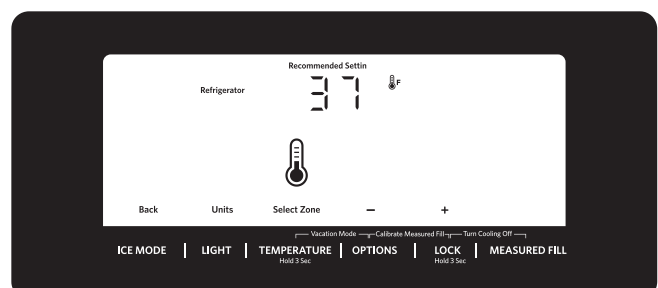 Recommended Settin
Refrigerator 37 F
Back Units Select Zone – +
Vacation Mode Calibrate Measured Fill Turn Cooling Off
ICE MODE LIGHT TEMPERATURE OPTIONS LOCK MEASURED FILL
Hold 3 Sec Hold 3 Sec